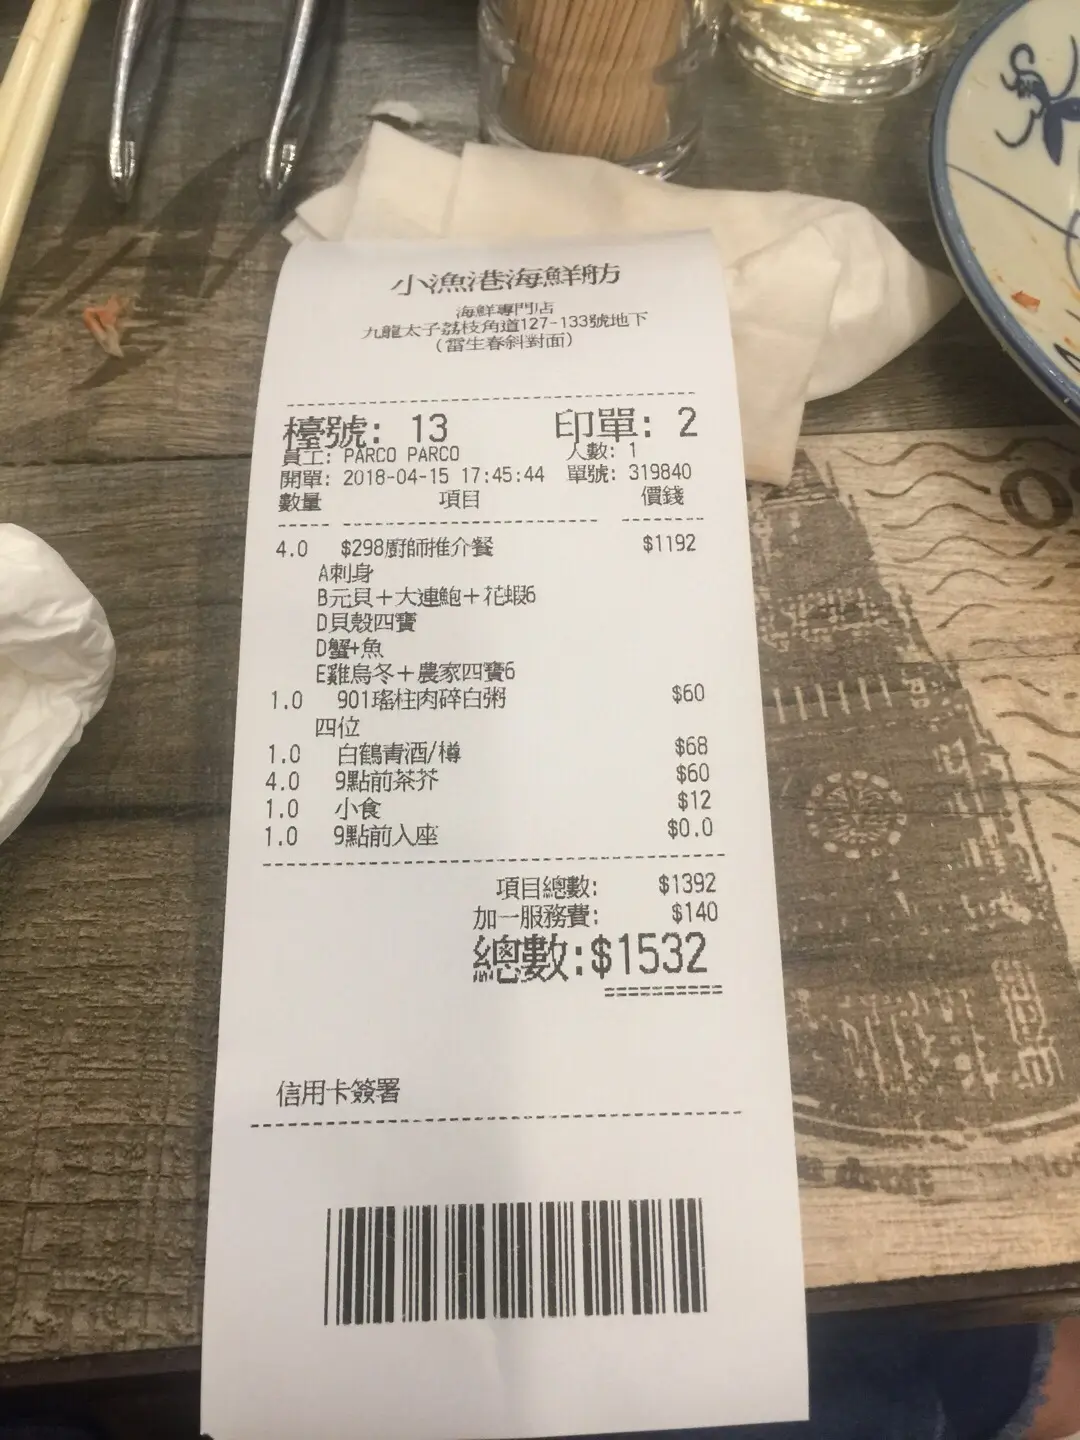 小漁港海鮮舫
海鮮專門店
九龍太子荔枝角道127-133號地下
(雷生春斜對面)
檯號: 13 印單: 2
員工: PARCO PARCO 人數: 1
開單: 2018-04-15 17:45:44 單號: 319840
數量 項目 價錢
4.0 $298廚師推介餐 $1192
A刺身
B元貝+大連鮑+花蝦6
D貝殼四寶
D蟹+魚
E雞烏冬+農家四寶6
1.0 901瑤柱肉碎白粥 $60
四位
1.0 白鶴青酒/樽 $68
4.0 9點前茶芥 $60
1.0 小食 $12
1.0 9點前入座 $0.0
項目總數: $1392
加一服務費: $140
總數:$1532
信用卡簽署